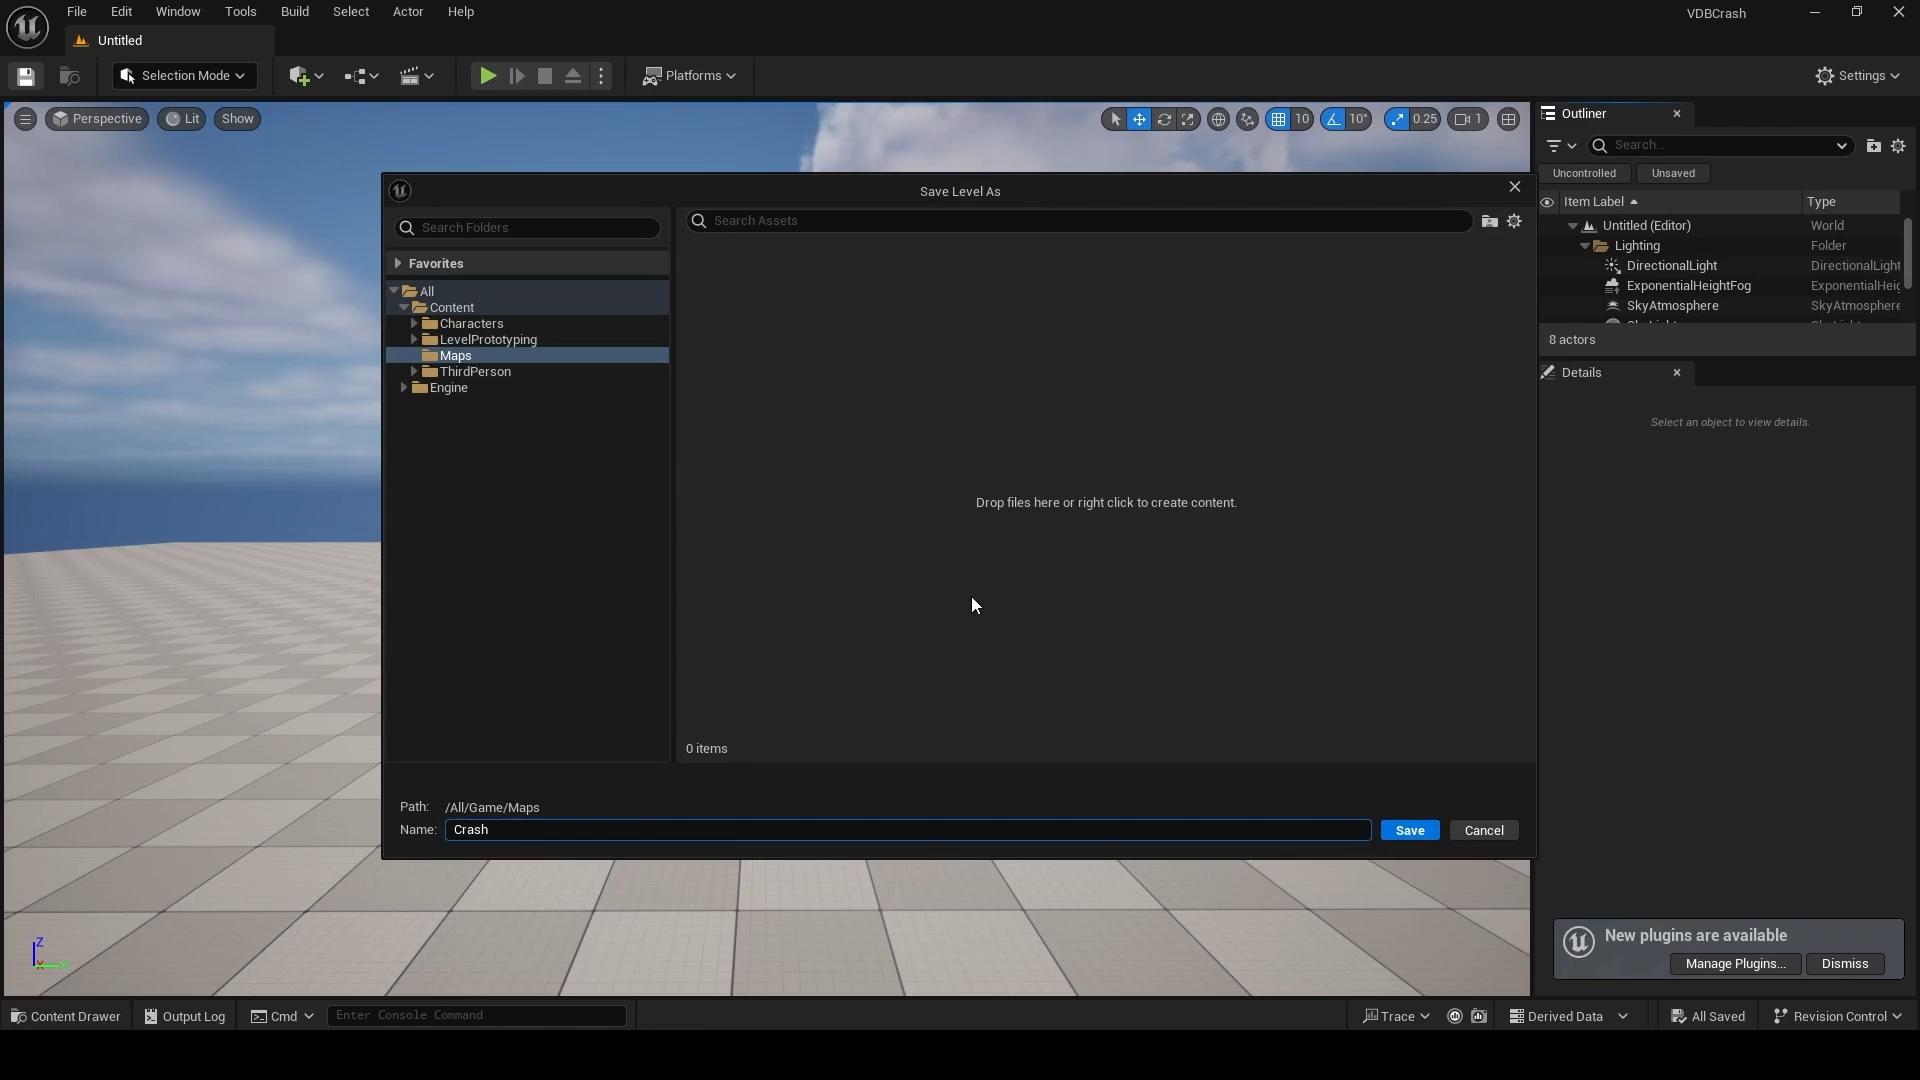 File Edit Window Tools Build Select Actor Help
VDBCrash
Untitled
Selection Mode
Platforms
Settings
Perspective Lit Show
10 10° 0.25 1
Outliner
Search...
Uncontrolled Unsaved
Item Label Type
Untitled (Editor) World
Lighting Folder
DirectionalLight DirectionalLight
ExponentialHeightFog ExponentialHeig
SkyAtmosphere SkyAtmosphere
8 actors
Details
Select an object to view details.
Save Level As
Search Folders
Search Assets
Favorites
All
Content
Characters
LevelPrototyping
Maps
ThirdPerson
Engine
Drop files here or right click to create content.
0 items
Path: /All/Game/Maps
Name: Crash
Save Cancel
Z
X Y
New plugins are available
Manage Plugins... Dismiss
Content Drawer Output Log Cmd Enter Console Command
Trace Derived Data All Saved Revision Control